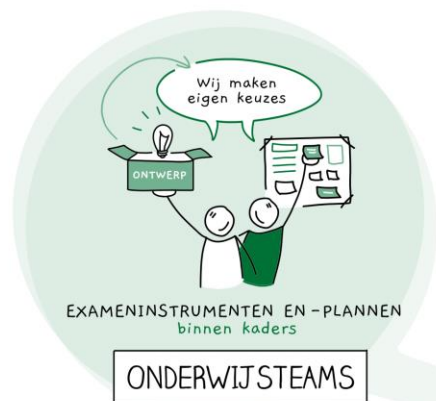 Wij maken
eigen keuzes
ONTWERP
EXAMENINSTRUMENTEN EN -PLANNEN
binnen kaders
ONDERWIJSTEAMS